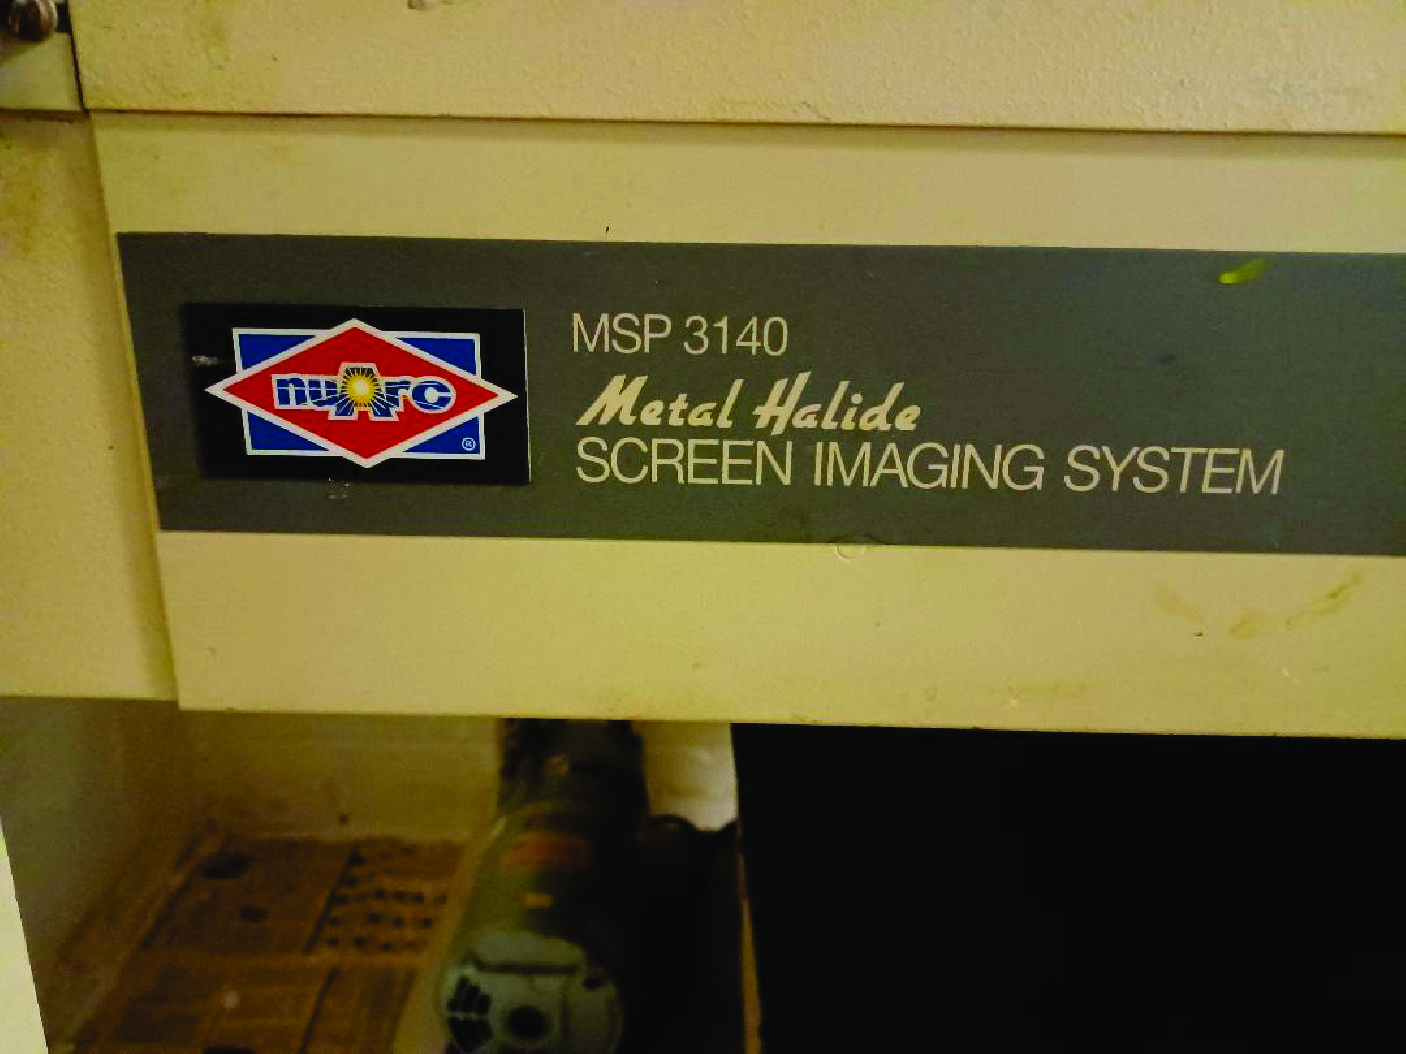 nuArc
®
MSP 3140
Metal Halide
SCREEN IMAGING SYSTEM